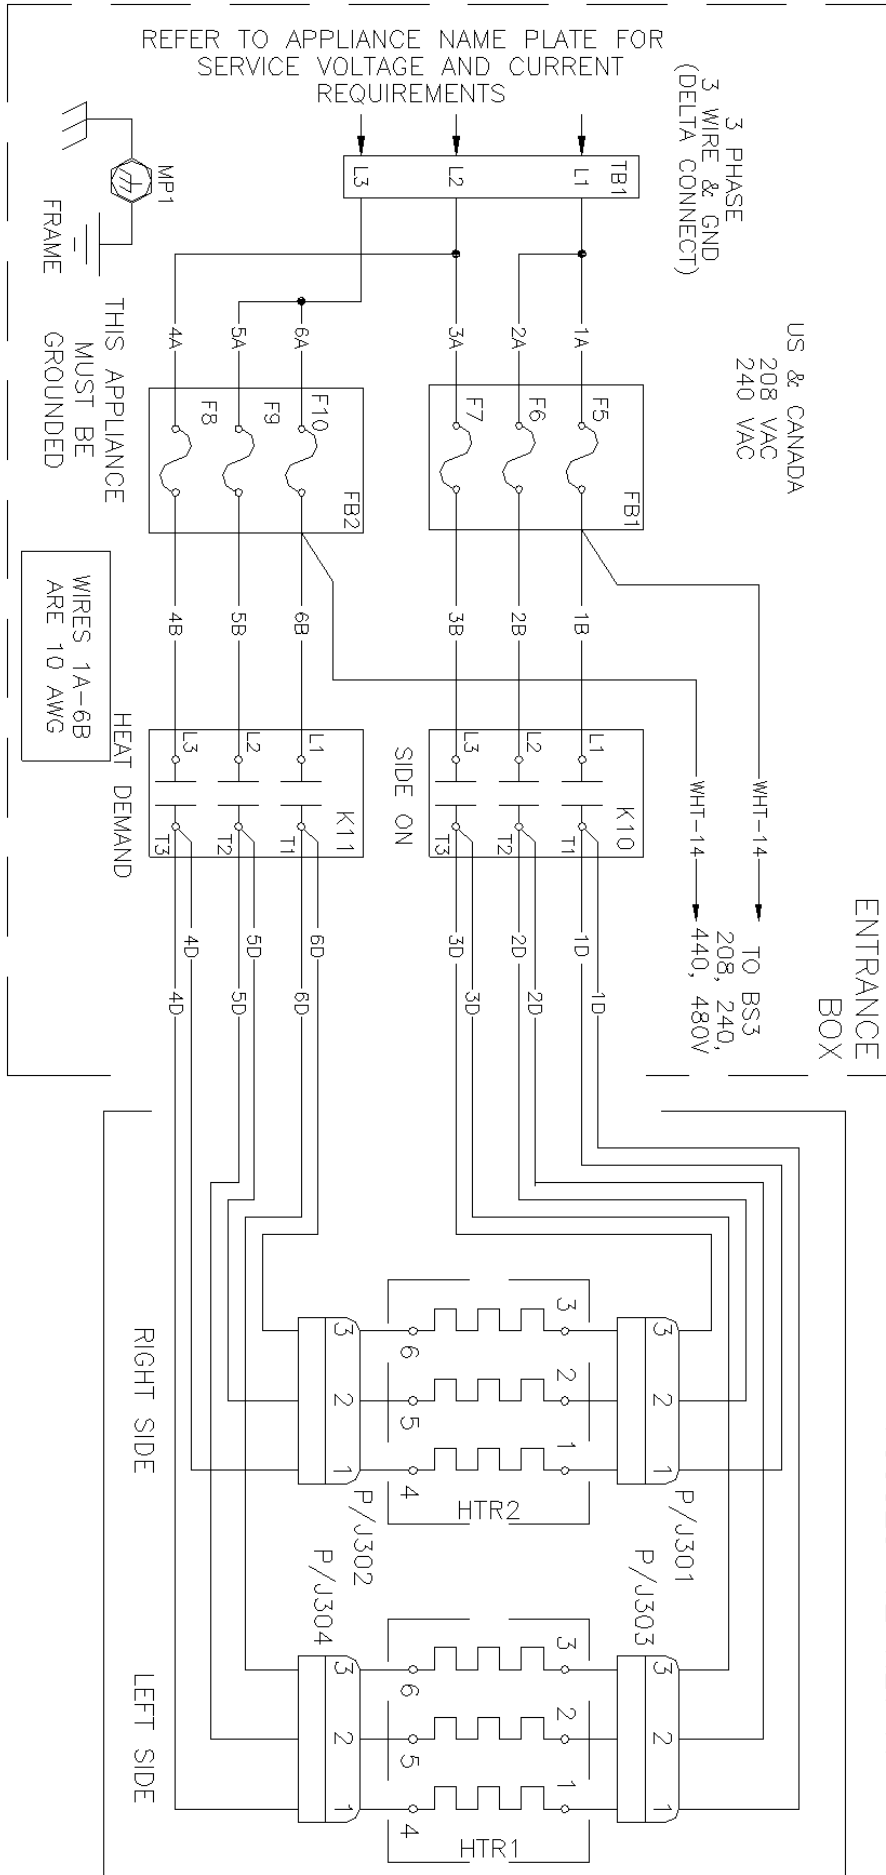 REFER TO APPLIANCE NAME PLATE FOR
SERVICE VOLTAGE AND CURRENT
REQUIREMENTS
3 PHASE
3 WIRE & GND
(DELTA CONNECT)
TB1
L1
L2
L3
MP1
FRAME
THIS APPLIANCE
MUST BE
GROUNDED
US & CANADA
208 VAC
240 VAC
1A
2A
3A
6A
5A
4A
F5
F6
F7
FB1
F10
F9
F8
FB2
1B
2B
3B
6B
5B
4B
WIRES 1A-6B
ARE 10 AWG
L1
L2
L3
K10
T1
T2
T3
SIDE ON
L1
L2
L3
K11
T1
T2
T3
HEAT DEMAND
WHT-14
WHT-14
TO BS3
208, 240,
440, 480V
ENTRANCE
BOX
1D
1D
2D
2D
3D
3D
6D
6D
5D
5D
4D
4D
3
2
1
P/J301
3
2
1
6
5
4
HTR2
3
2
1
P/J302
RIGHT SIDE
3
2
1
P/J303
3
2
1
6
5
4
HTR1
3
2
1
P/J304
LEFT SIDE